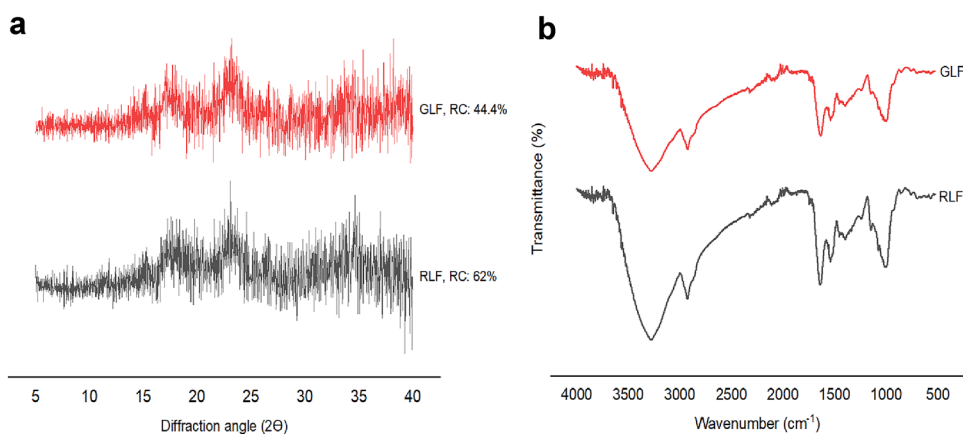 a
GLF, RC: 44.4%
RLF, RC: 62%
5 10 15 20 25 30 35 40
Diffraction angle (2Θ)
b
GLF
RLF
Transmittance (%)
4000 3500 3000 2500 2000 1500 1000 500
Wavenumber (cm⁻¹)